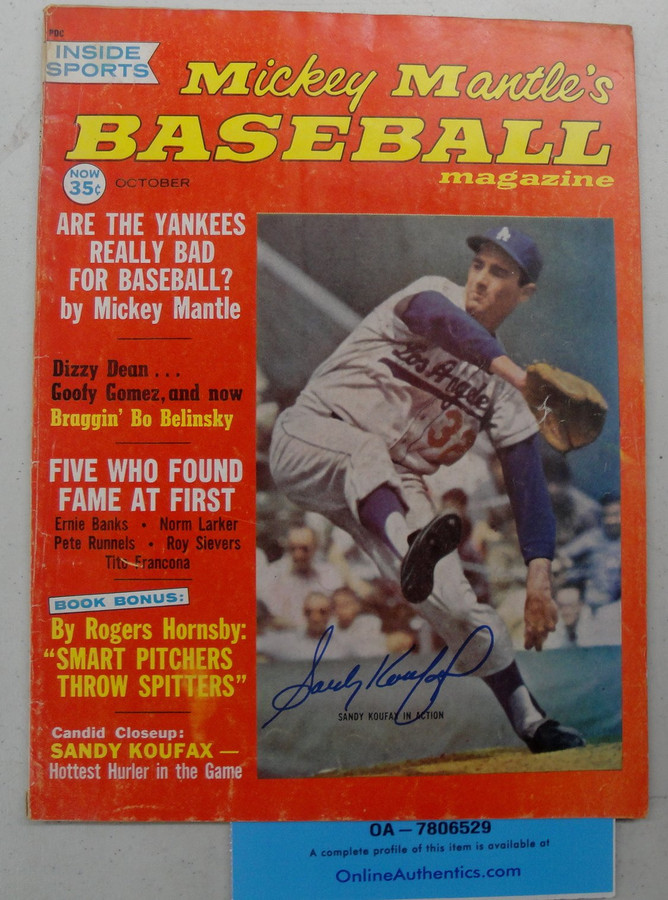 PDC
INSIDE
SPORTS
Mickey Mantle's
BASEBALL
magazine
NOW
35¢
OCTOBER
ARE THE YANKEES
REALLY BAD
FOR BASEBALL?
by Mickey Mantle
Dizzy Dean . . .
Goofy Gomez, and now
Braggin' Bo Belinsky
FIVE WHO FOUND
FAME AT FIRST
Ernie Banks • Norm Larker
Pete Runnels • Roy Sievers
Tito Francona
BOOK BONUS:
By Rogers Hornsby:
"SMART PITCHERS
THROW SPITTERS"
Candid Closeup:
SANDY KOUFAX —
Hottest Hurler in the Game
LA
Los Angeles
32
Sandy Koufax
SANDY KOUFAX IN ACTION
OA – 7806529
A complete profile of this item is available at
OnlineAuthentics.com